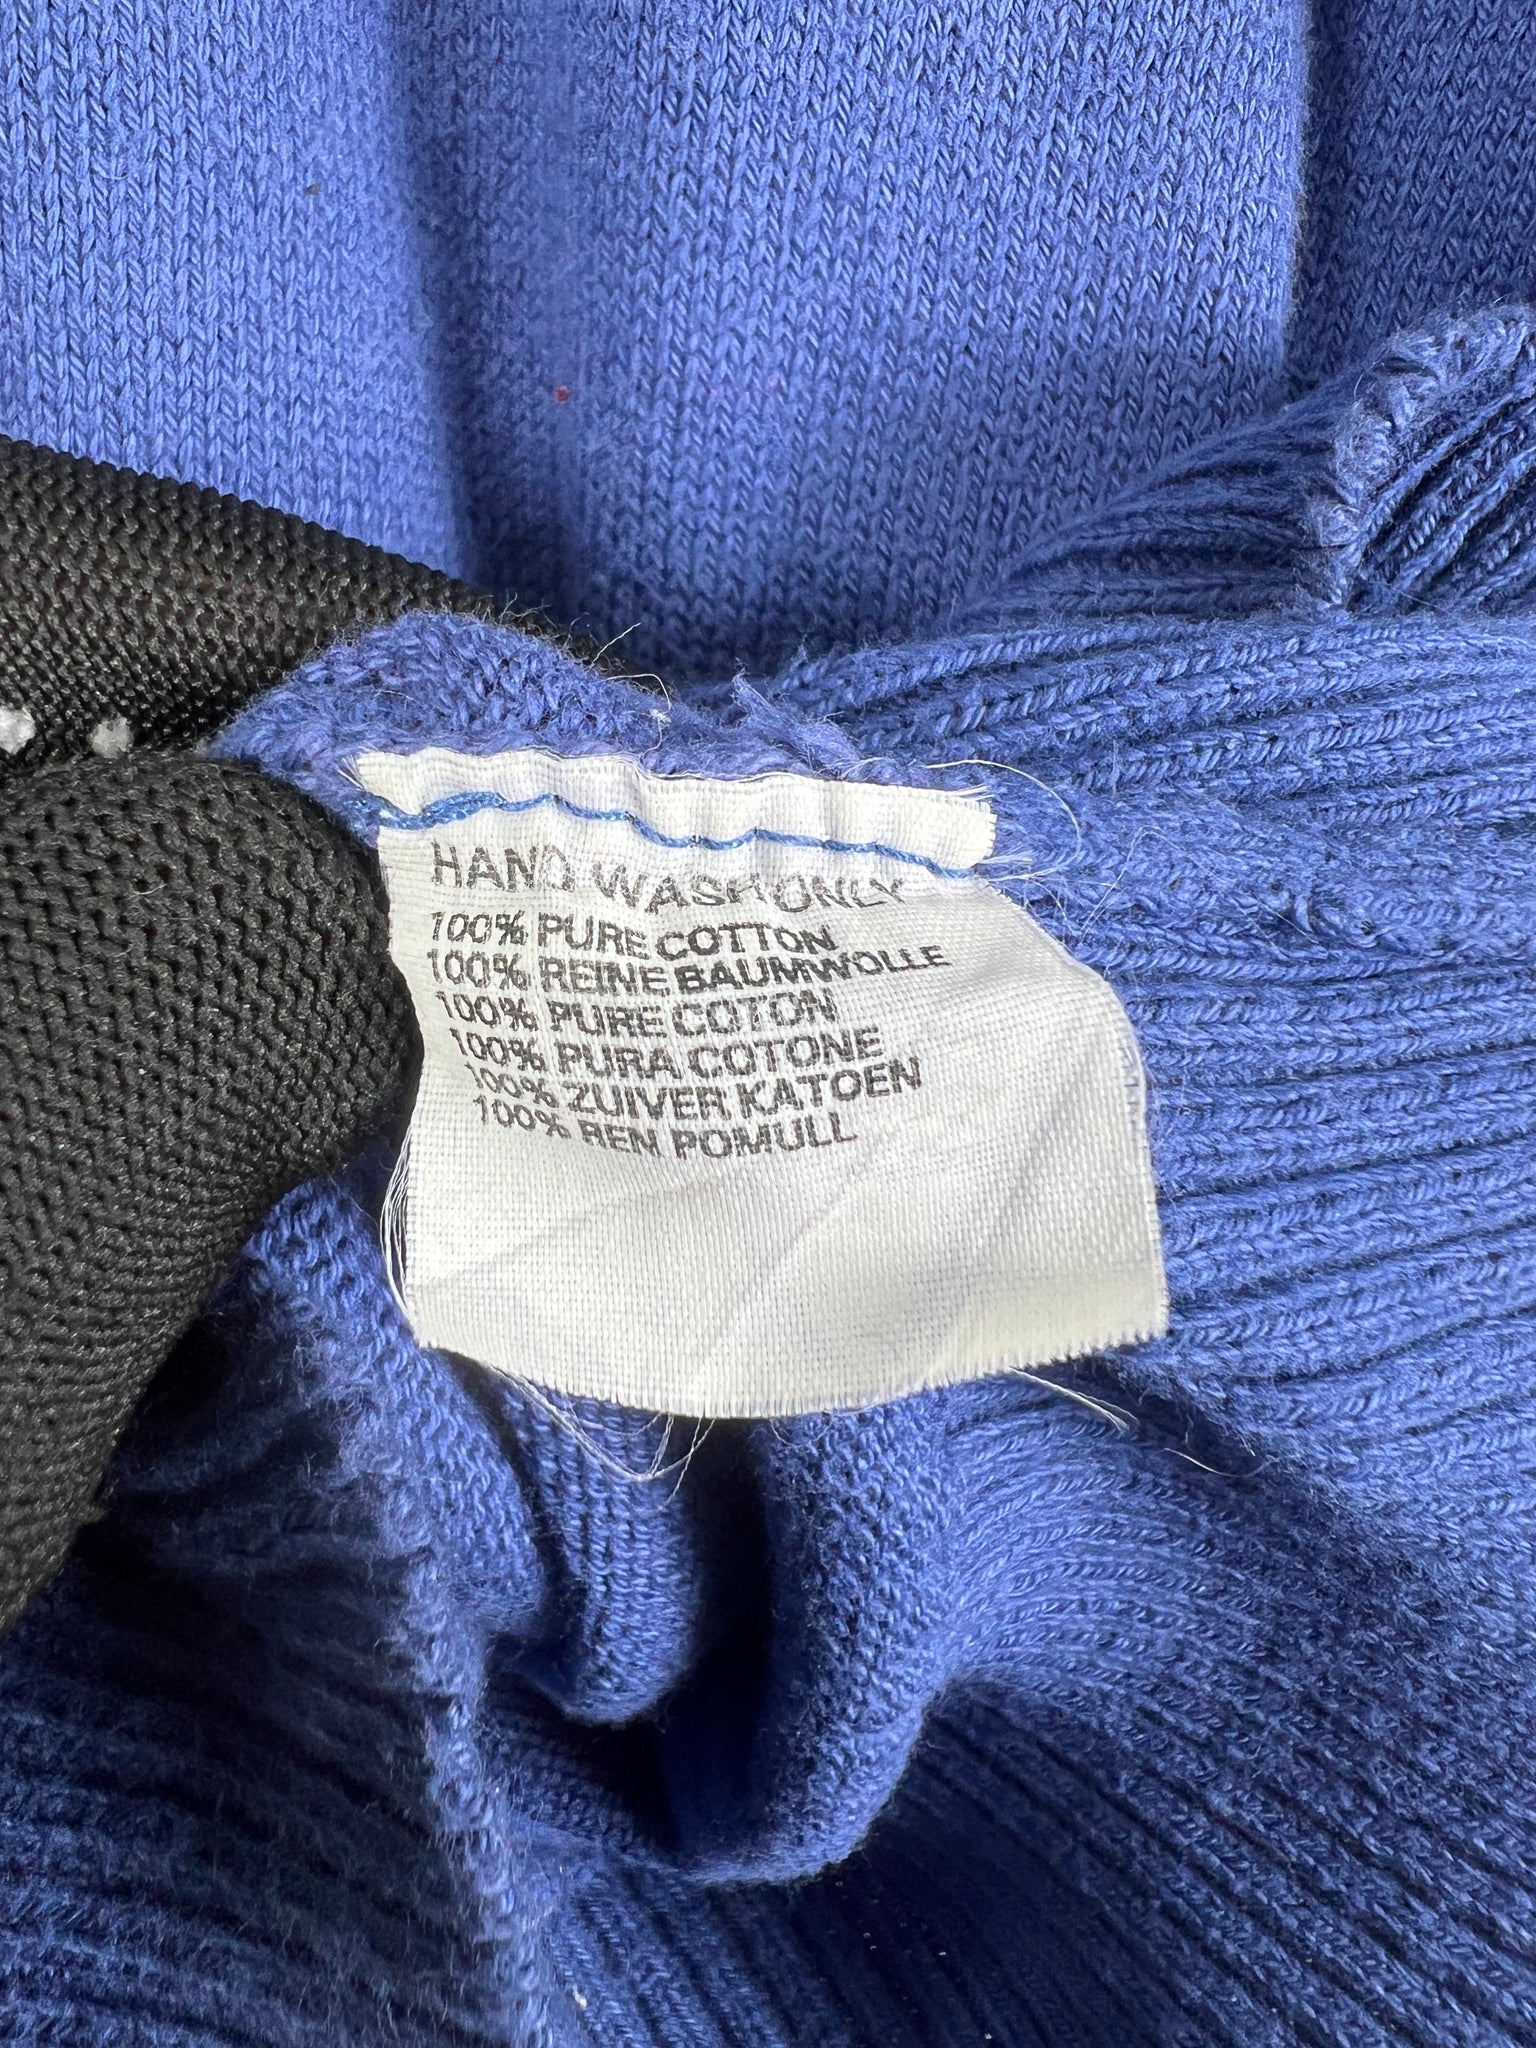 HAND WASH ONLY
100% PURE COTTON
100% REINE BAUMWOLLE
100% PURE COTON
100% PURA COTONE
100% ZUIVER KATOEN
100% REN POMULL